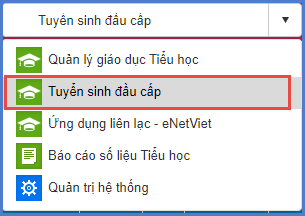 Tuyển sinh đầu cấp
Quản lý giáo dục Tiểu học
Tuyển sinh đầu cấp
Ứng dụng liên lạc - eNetViet
Báo cáo số liệu Tiểu học
Quản trị hệ thống